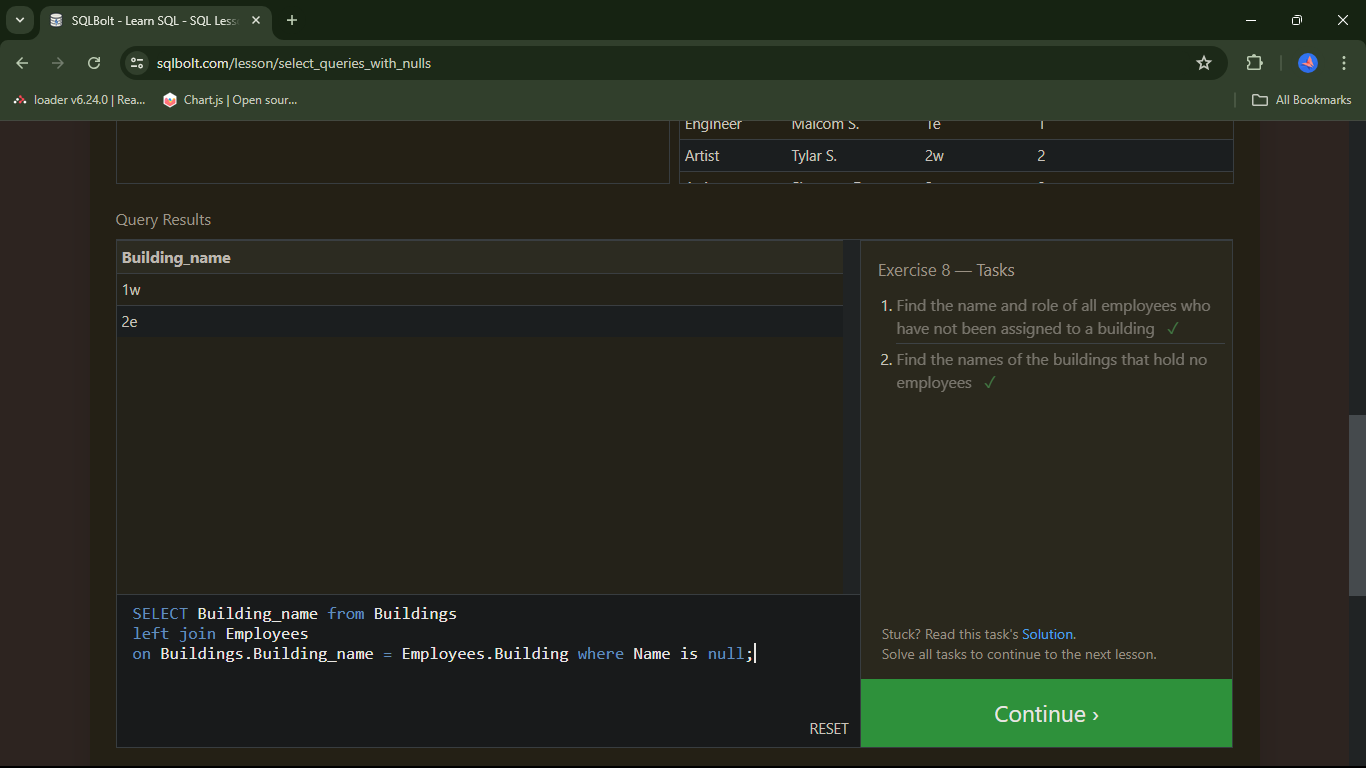 SQLBolt - Learn SQL - SQL Less
sqlbolt.com/lesson/select_queries_with_nulls
loader v6.24.0 | Rea...
Chart.js | Open sour...
All Bookmarks
Engineer Malcom S. 1e 1
Artist Tylar S. 2w 2
Query Results
Building_name
1w
2e
Exercise 8 — Tasks
1. Find the name and role of all employees who
have not been assigned to a building ✓
2. Find the names of the buildings that hold no
employees ✓
SELECT Building_name from Buildings
left join Employees
on Buildings.Building_name = Employees.Building where Name is null;
RESET
Stuck? Read this task's Solution.
Solve all tasks to continue to the next lesson.
Continue ›